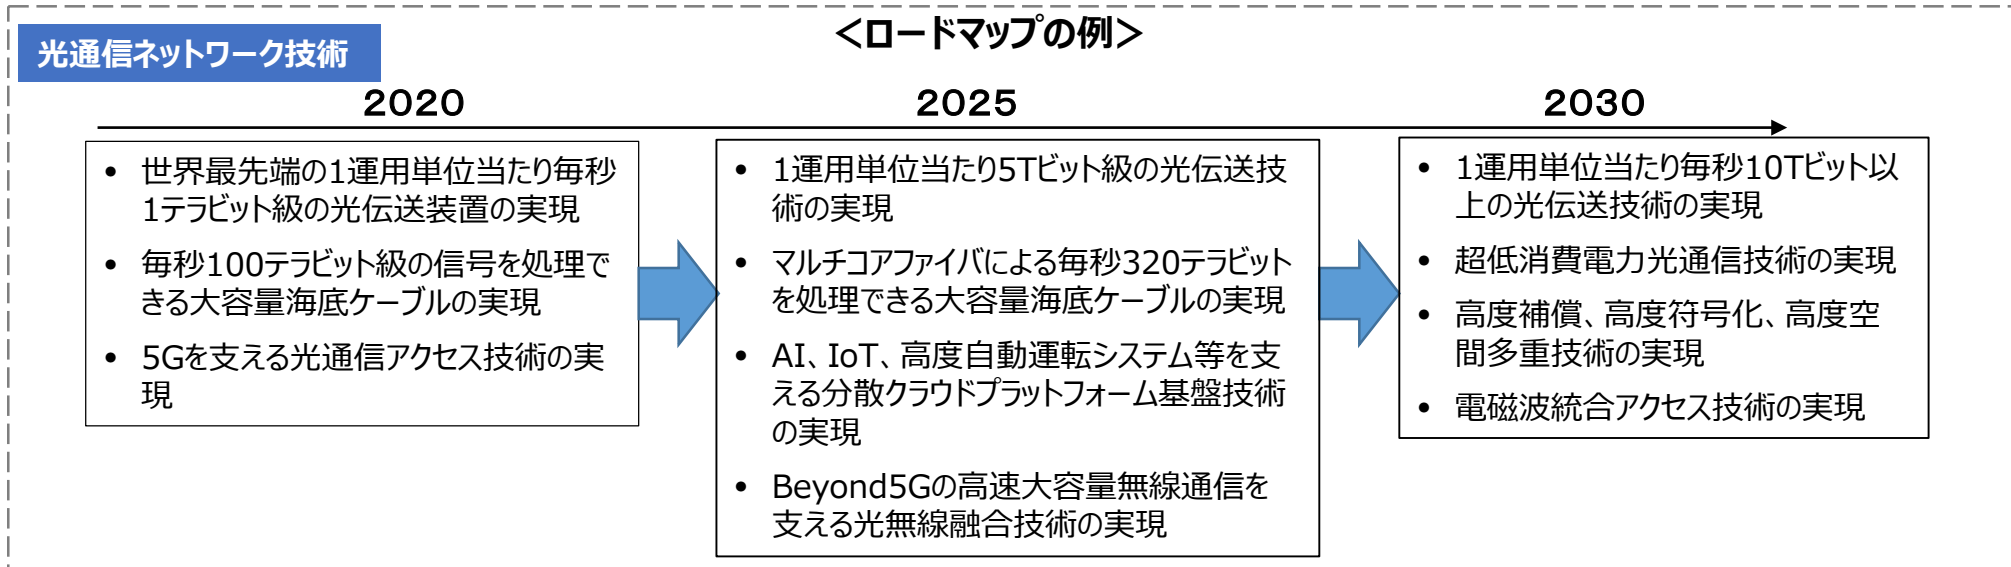 <ロードマップの例>
光通信ネットワーク技術
2020
2025
2030
• 世界最先端の1運用単位当たり毎秒
1テラビット級の光伝送装置の実現
• 毎秒100テラビット級の信号を処理で
きる大容量海底ケーブルの実現
• 5Gを支える光通信アクセス技術の実
現
• 1運用単位当たり5Tビット級の光伝送技
術の実現
• マルチコアファイバによる毎秒320テラビット
を処理できる大容量海底ケーブルの実現
• AI、IoT、高度自動運転システム等を支
える分散クラウドプラットフォーム基盤技術
の実現
• Beyond5Gの高速大容量無線通信を
支える光無線融合技術の実現
• 1運用単位当たり毎秒10Tビット以
上の光伝送技術の実現
• 超低消費電力光通信技術の実現
• 高度補償、高度符号化、高度空
間多重技術の実現
• 電磁波統合アクセス技術の実現